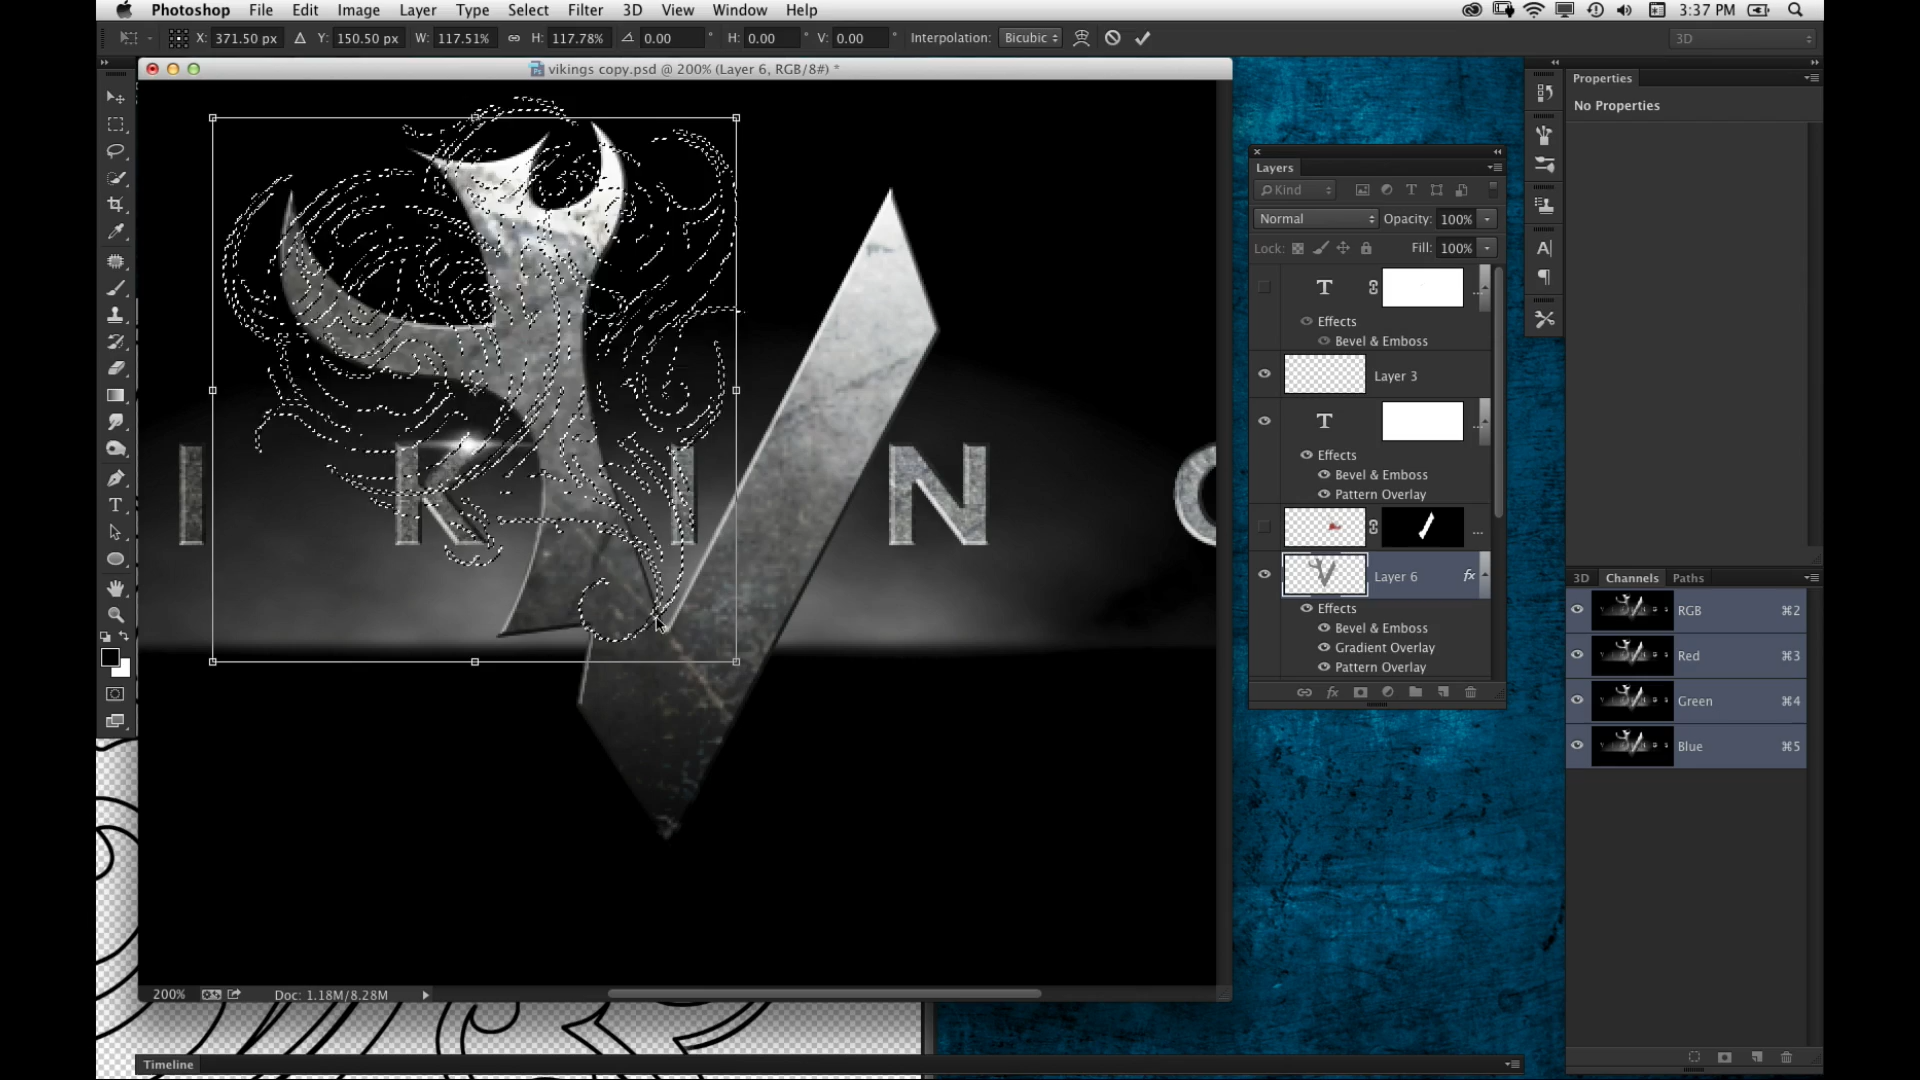 Photoshop File Edit Image Layer Type Select Filter 3D View Window Help 3:37 PM
X: 371.50 px Y: 150.50 px W: 117.51% H: 117.78% 0.00 ° H: 0.00 ° V: 0.00 ° Interpolation: Bicubic 3D
vikings copy.psd @ 200% (Layer 6, RGB/8#) *
Properties
No Properties
Layers
Kind
Normal Opacity: 100%
Lock: Fill: 100%
T
Effects
Bevel & Emboss
Layer 3
T
Effects
Bevel & Emboss
Pattern Overlay
Layer 6 fx
Effects
Bevel & Emboss
Gradient Overlay
Pattern Overlay
I K I N G
3D Channels Paths
RGB ⌘2
Red ⌘3
Green ⌘4
Blue ⌘5
200% Doc: 1.18M/8.28M
Timeline